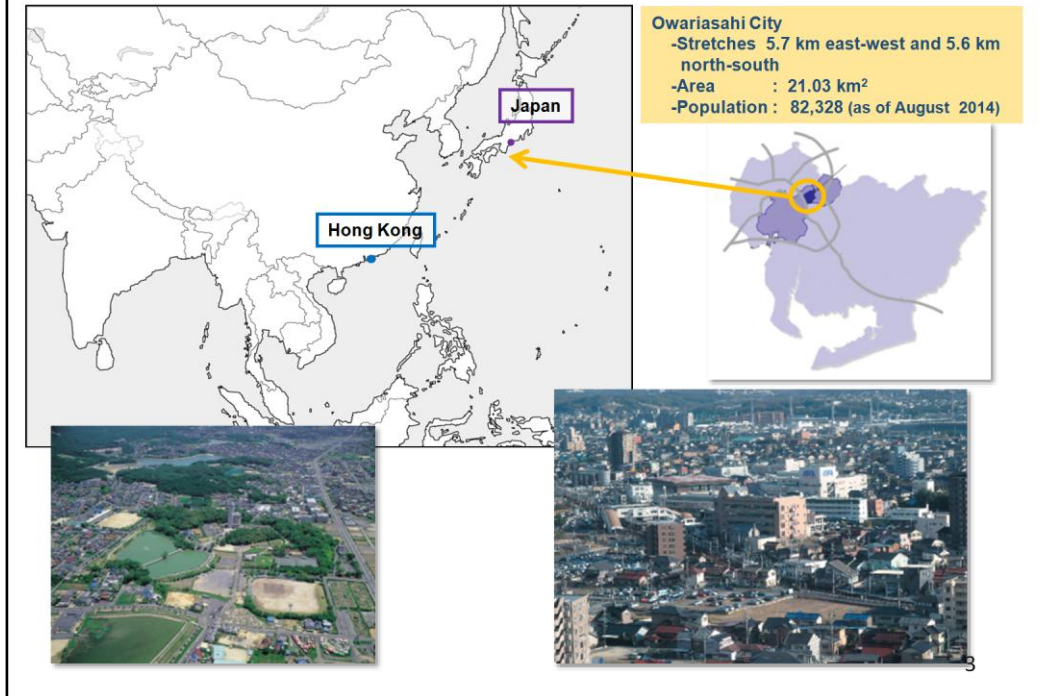 Owariasahi City
-Stretches 5.7 km east-west and 5.6 km
north-south
-Area : 21.03 km²
-Population : 82,328 (as of August 2014)
Japan
Hong Kong
3